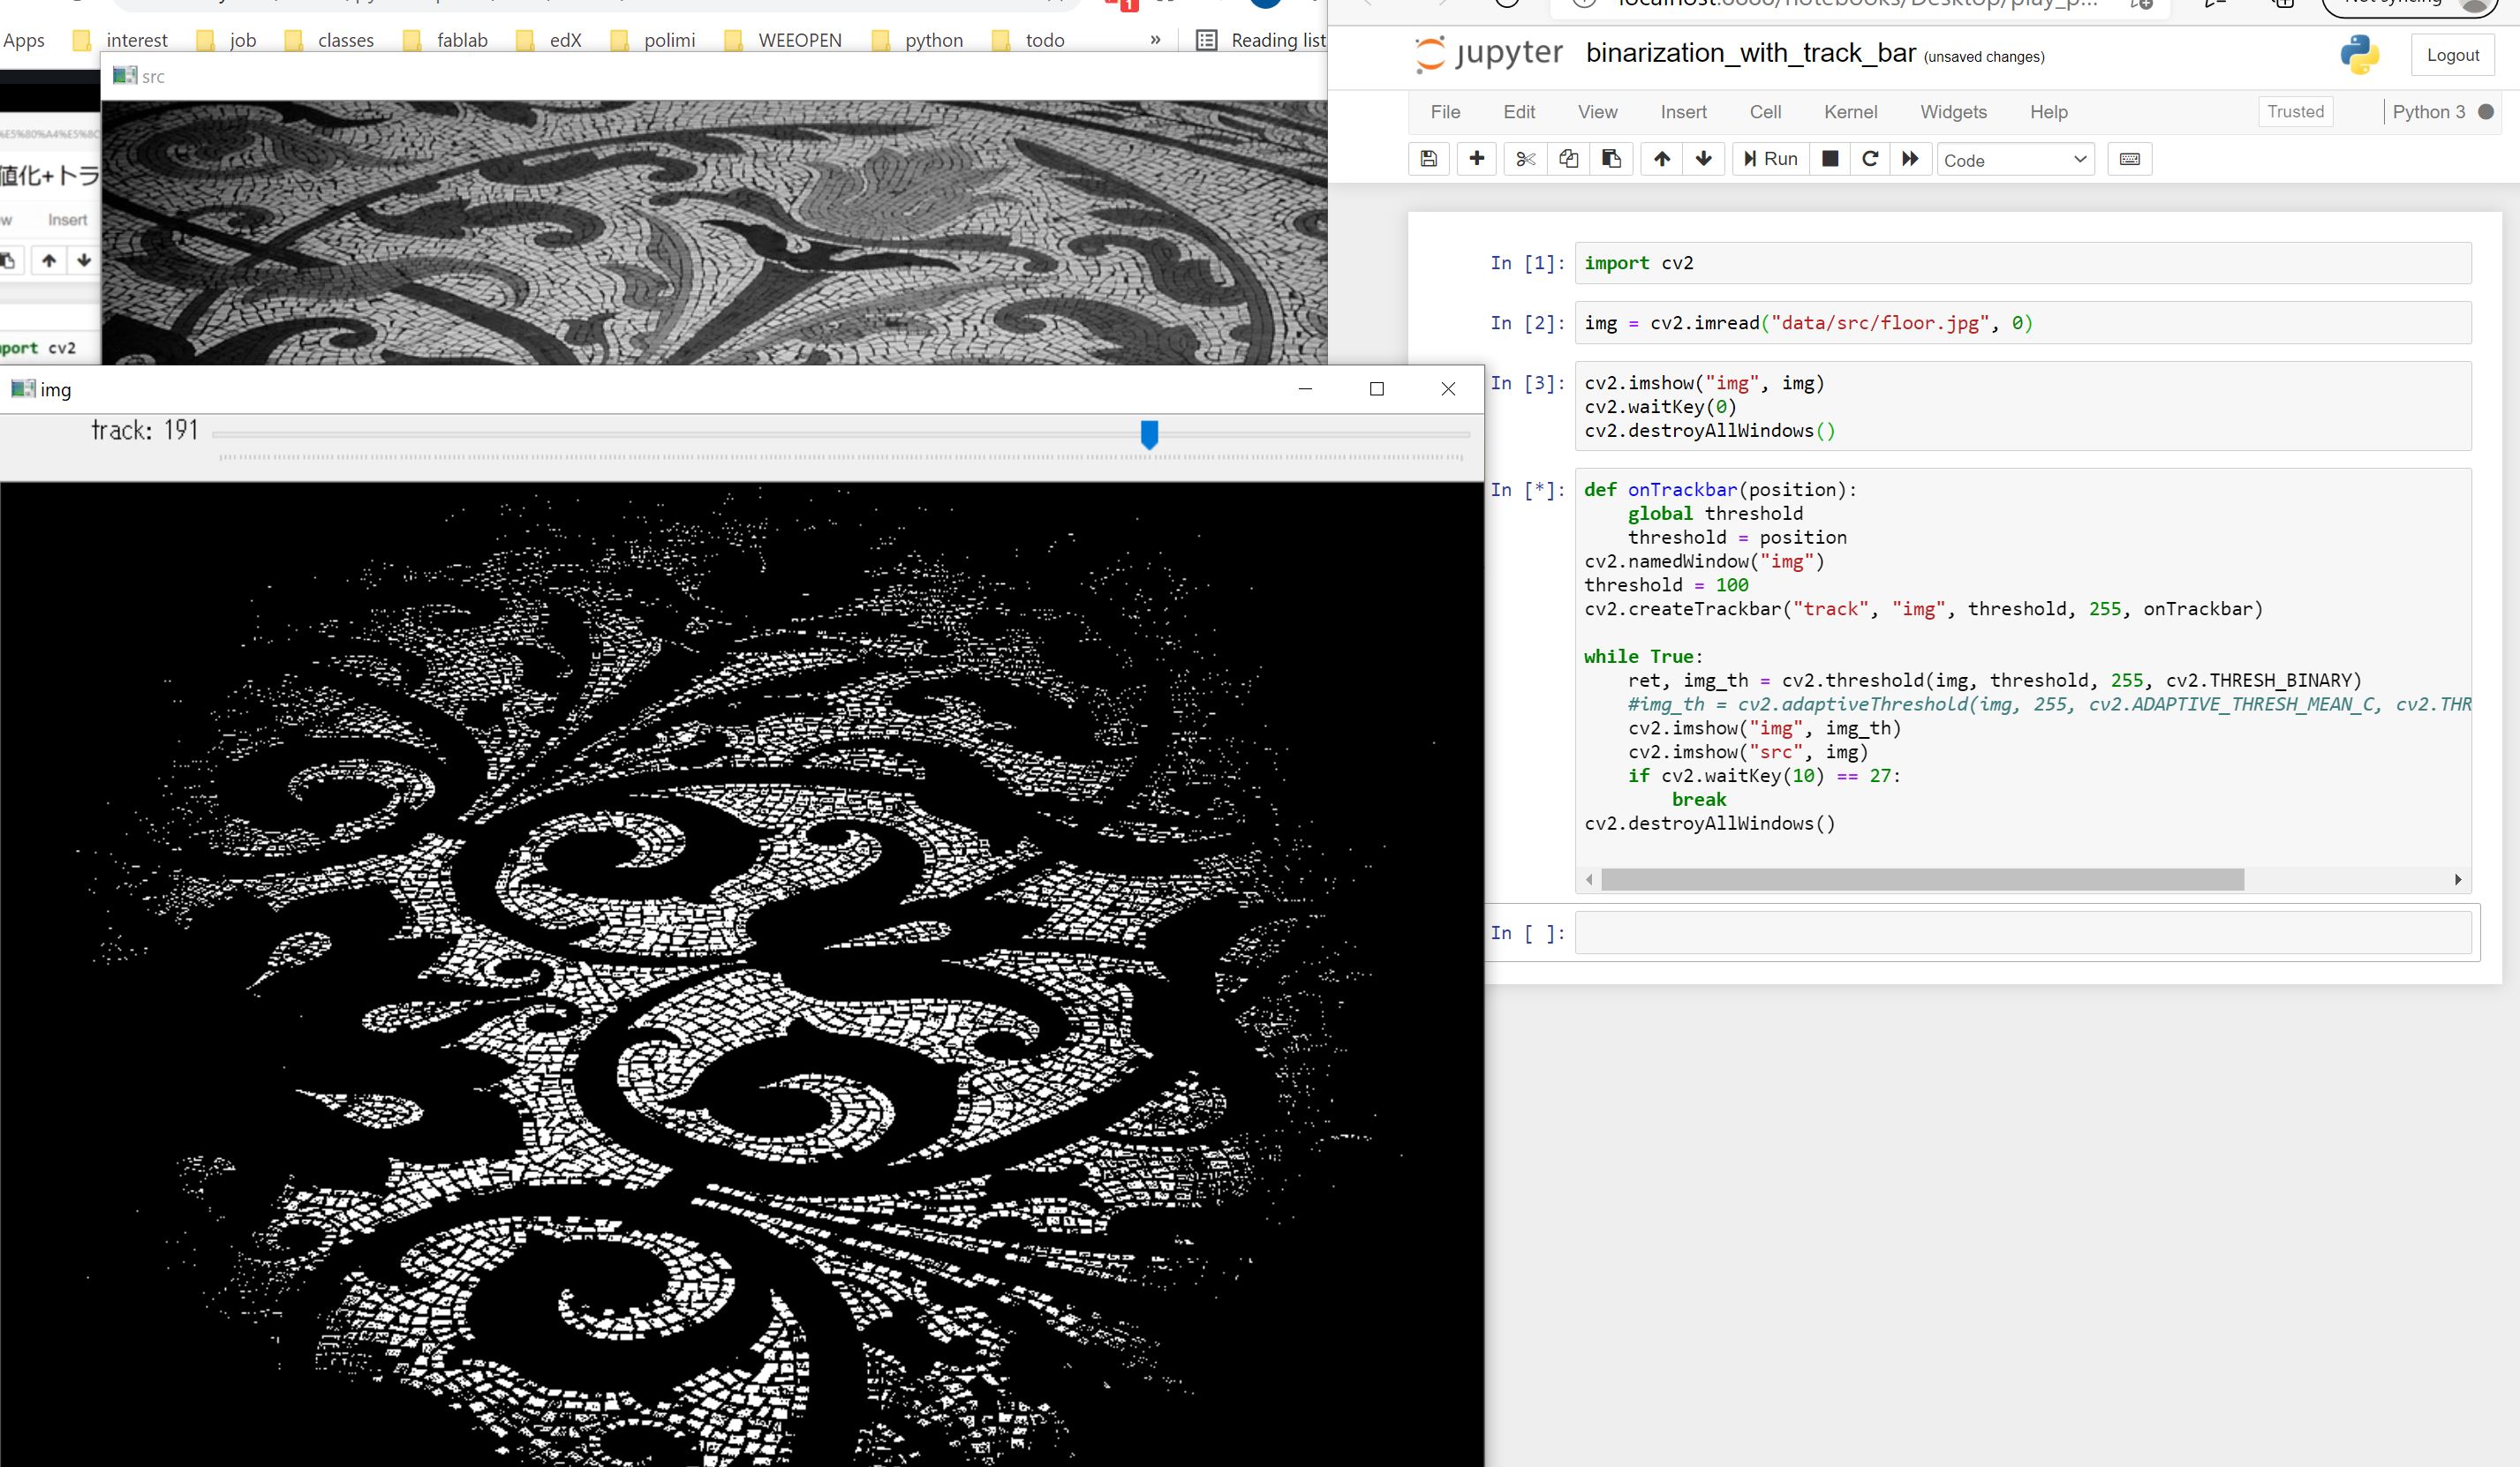 Apps interest job classes fablab edX polimi WEEOPEN python todo » Reading list
src
値化+トラ
Insert
cv2
img
track: 191
jupyter binarization_with_track_bar (unsaved changes)
Logout
File Edit View Insert Cell Kernel Widgets Help
Trusted Python 3
Run Code
In [1]: import cv2
In [2]: img = cv2.imread("data/src/floor.jpg", 0)
In [3]: cv2.imshow("img", img)
cv2.waitKey(0)
cv2.destroyAllWindows()
In [*]: def onTrackbar(position):
global threshold
threshold = position
cv2.namedWindow("img")
threshold = 100
cv2.createTrackbar("track", "img", threshold, 255, onTrackbar)
while True:
ret, img_th = cv2.threshold(img, threshold, 255, cv2.THRESH_BINARY)
#img_th = cv2.adaptiveThreshold(img, 255, cv2.ADAPTIVE_THRESH_MEAN_C, cv2.THR
cv2.imshow("img", img_th)
cv2.imshow("src", img)
if cv2.waitKey(10) == 27:
break
cv2.destroyAllWindows()
In [ ]: